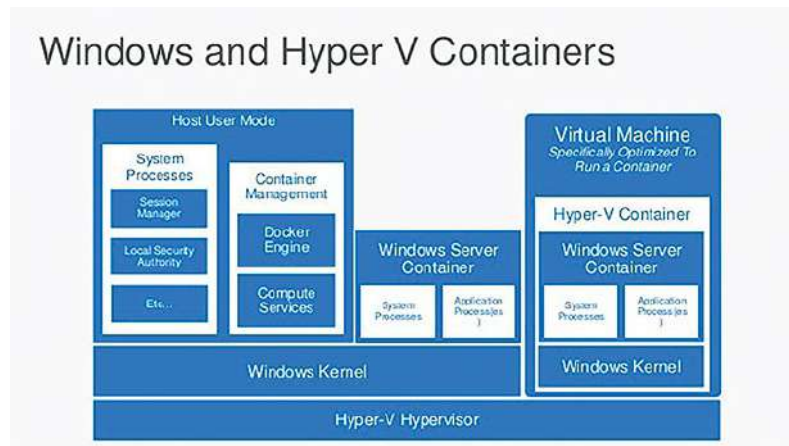 Windows and Hyper V Containers
Host User Mode
System
Processes
Session
Manager
Local Security
Authority
Etc...
Container
Management
Docker
Engine
Compute
Services
Windows Server
Container
System
Processes
Application
Process(es
)
Virtual Machine
Specifically Optimized To
Run a Container
Hyper-V Container
Windows Server
Container
System
Processes
Application
Process(es
)
Windows Kernel
Windows Kernel
Hyper-V Hypervisor